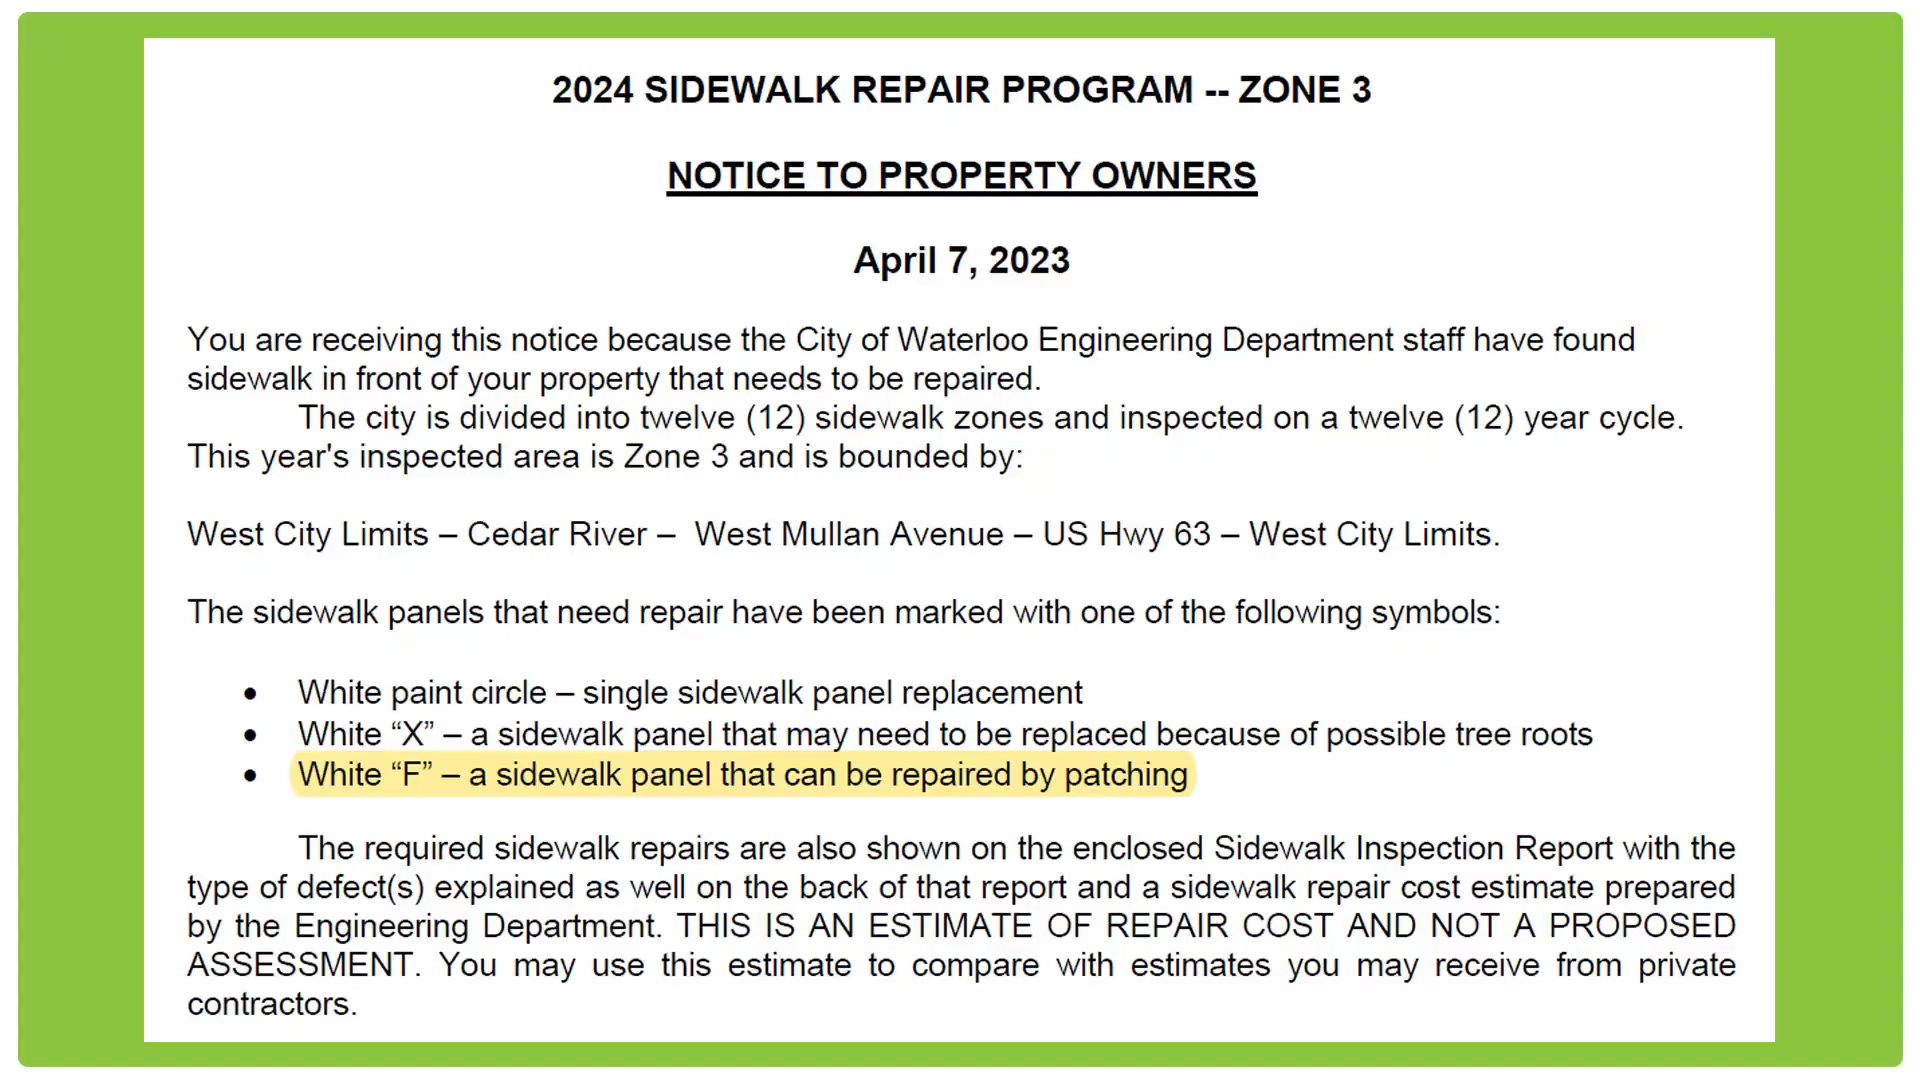 2024 SIDEWALK REPAIR PROGRAM -- ZONE 3
NOTICE TO PROPERTY OWNERS
April 7, 2023
You are receiving this notice because the City of Waterloo Engineering Department staff have found
sidewalk in front of your property that needs to be repaired.
The city is divided into twelve (12) sidewalk zones and inspected on a twelve (12) year cycle.
This year's inspected area is Zone 3 and is bounded by:
West City Limits – Cedar River – West Mullan Avenue – US Hwy 63 – West City Limits.
The sidewalk panels that need repair have been marked with one of the following symbols:
• White paint circle – single sidewalk panel replacement
• White “X” – a sidewalk panel that may need to be replaced because of possible tree roots
• White “F” – a sidewalk panel that can be repaired by patching
The required sidewalk repairs are also shown on the enclosed Sidewalk Inspection Report with the
type of defect(s) explained as well on the back of that report and a sidewalk repair cost estimate prepared
by the Engineering Department. THIS IS AN ESTIMATE OF REPAIR COST AND NOT A PROPOSED
ASSESSMENT. You may use this estimate to compare with estimates you may receive from private
contractors.